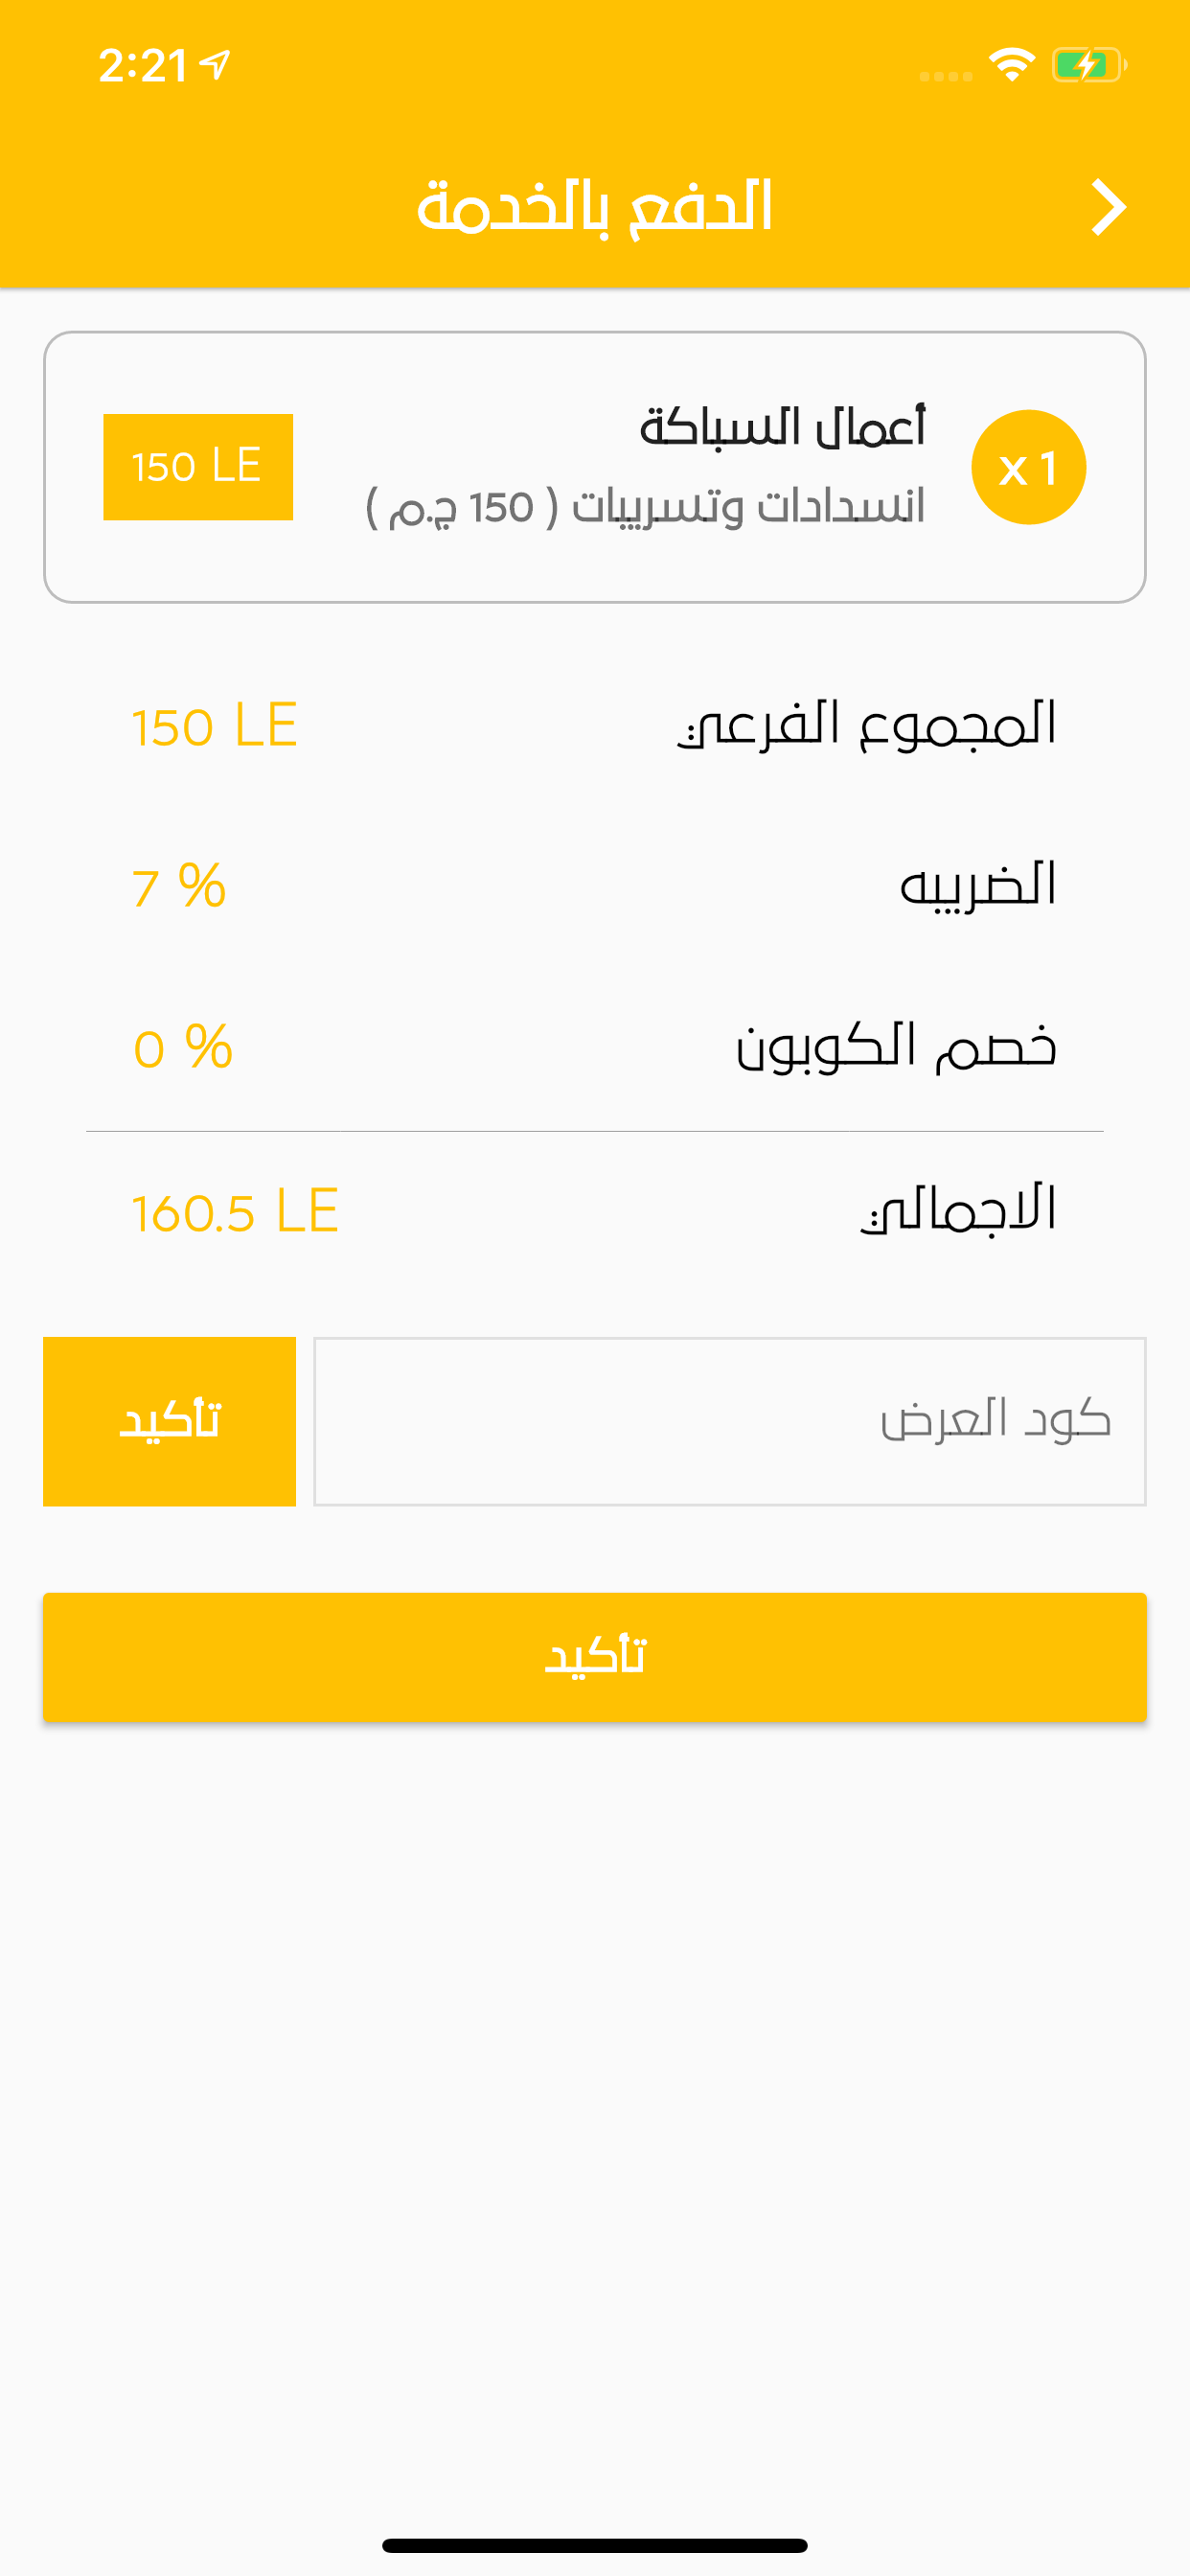 2:21
الدفع بالخدمة
x 1
أعمال السباكة
انسدادات وتسريبات ( 150 ج.م )
150 LE
المجموع الفرعي
150 LE
الضريبه
7 %
خصم الكوبون
0 %
الاجمالي
160.5 LE
كود العرض
تأكيد
تأكيد